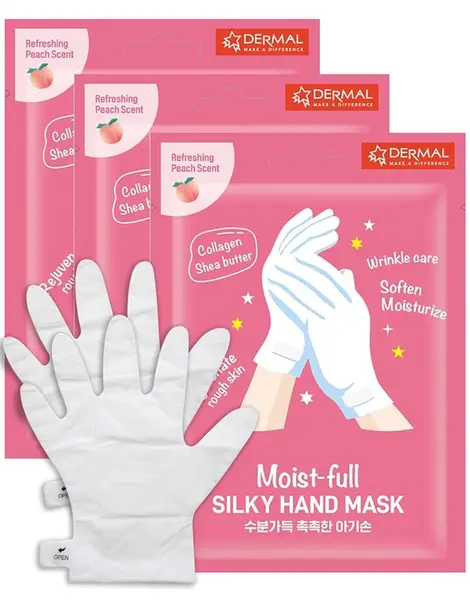 Refreshing
Peach Scent
DERMAL
MAKE A DIFFERENCE
Refreshing
Peach Scent
DERMAL
MAKE A DIFFERENCE
Shea
Collagen
Shea b
Refreshing
Peach Scent
DERMAL
MAKE A DIFFERENCE
Collagen
Shea butter
Wrinkle care
Soften
Moisturize
rough skin
Moist-full
SILKY HAND MASK
수분가득 촉촉한 아기손
OPEN
OPEN